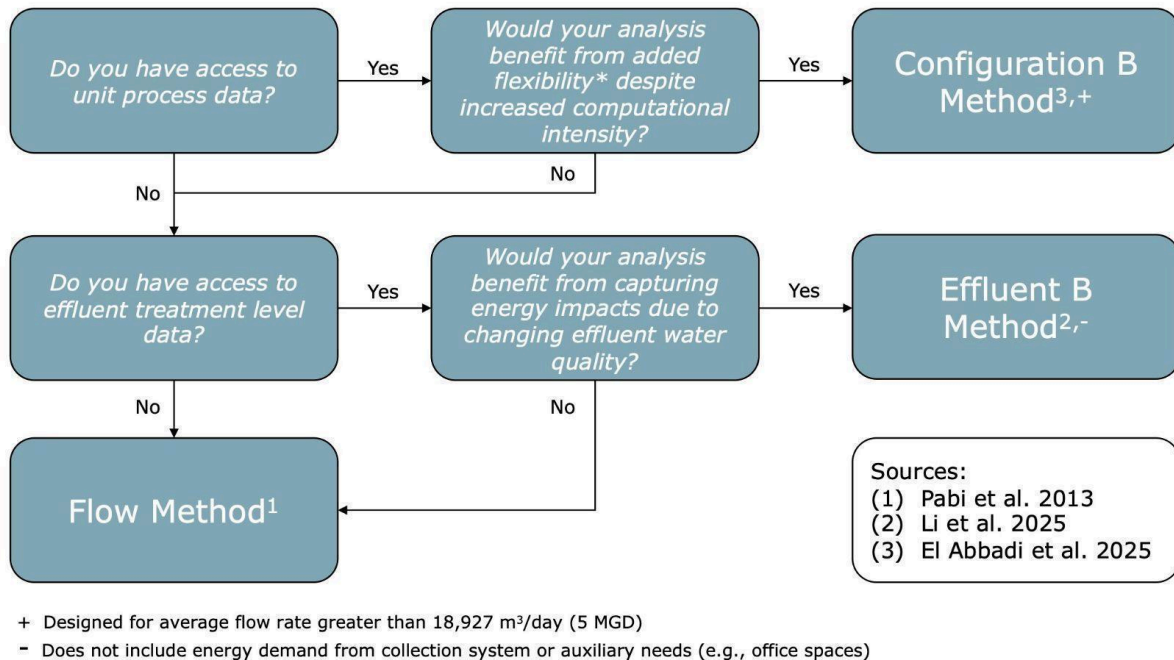 Do you have access to
unit process data?
Yes
Would your analysis
benefit from added
flexibility* despite
increased computational
intensity?
Yes
Configuration B
Method³,⁺
No
No
Do you have access to
effluent treatment level
data?
Yes
Would your analysis
benefit from capturing
energy impacts due to
changing effluent water
quality?
Yes
Effluent B
Method²,⁻
No
No
Flow Method¹
Sources:
(1) Pabi et al. 2013
(2) Li et al. 2025
(3) El Abbadi et al. 2025
+ Designed for average flow rate greater than 18,927 m³/day (5 MGD)
- Does not include energy demand from collection system or auxiliary needs (e.g., office spaces)